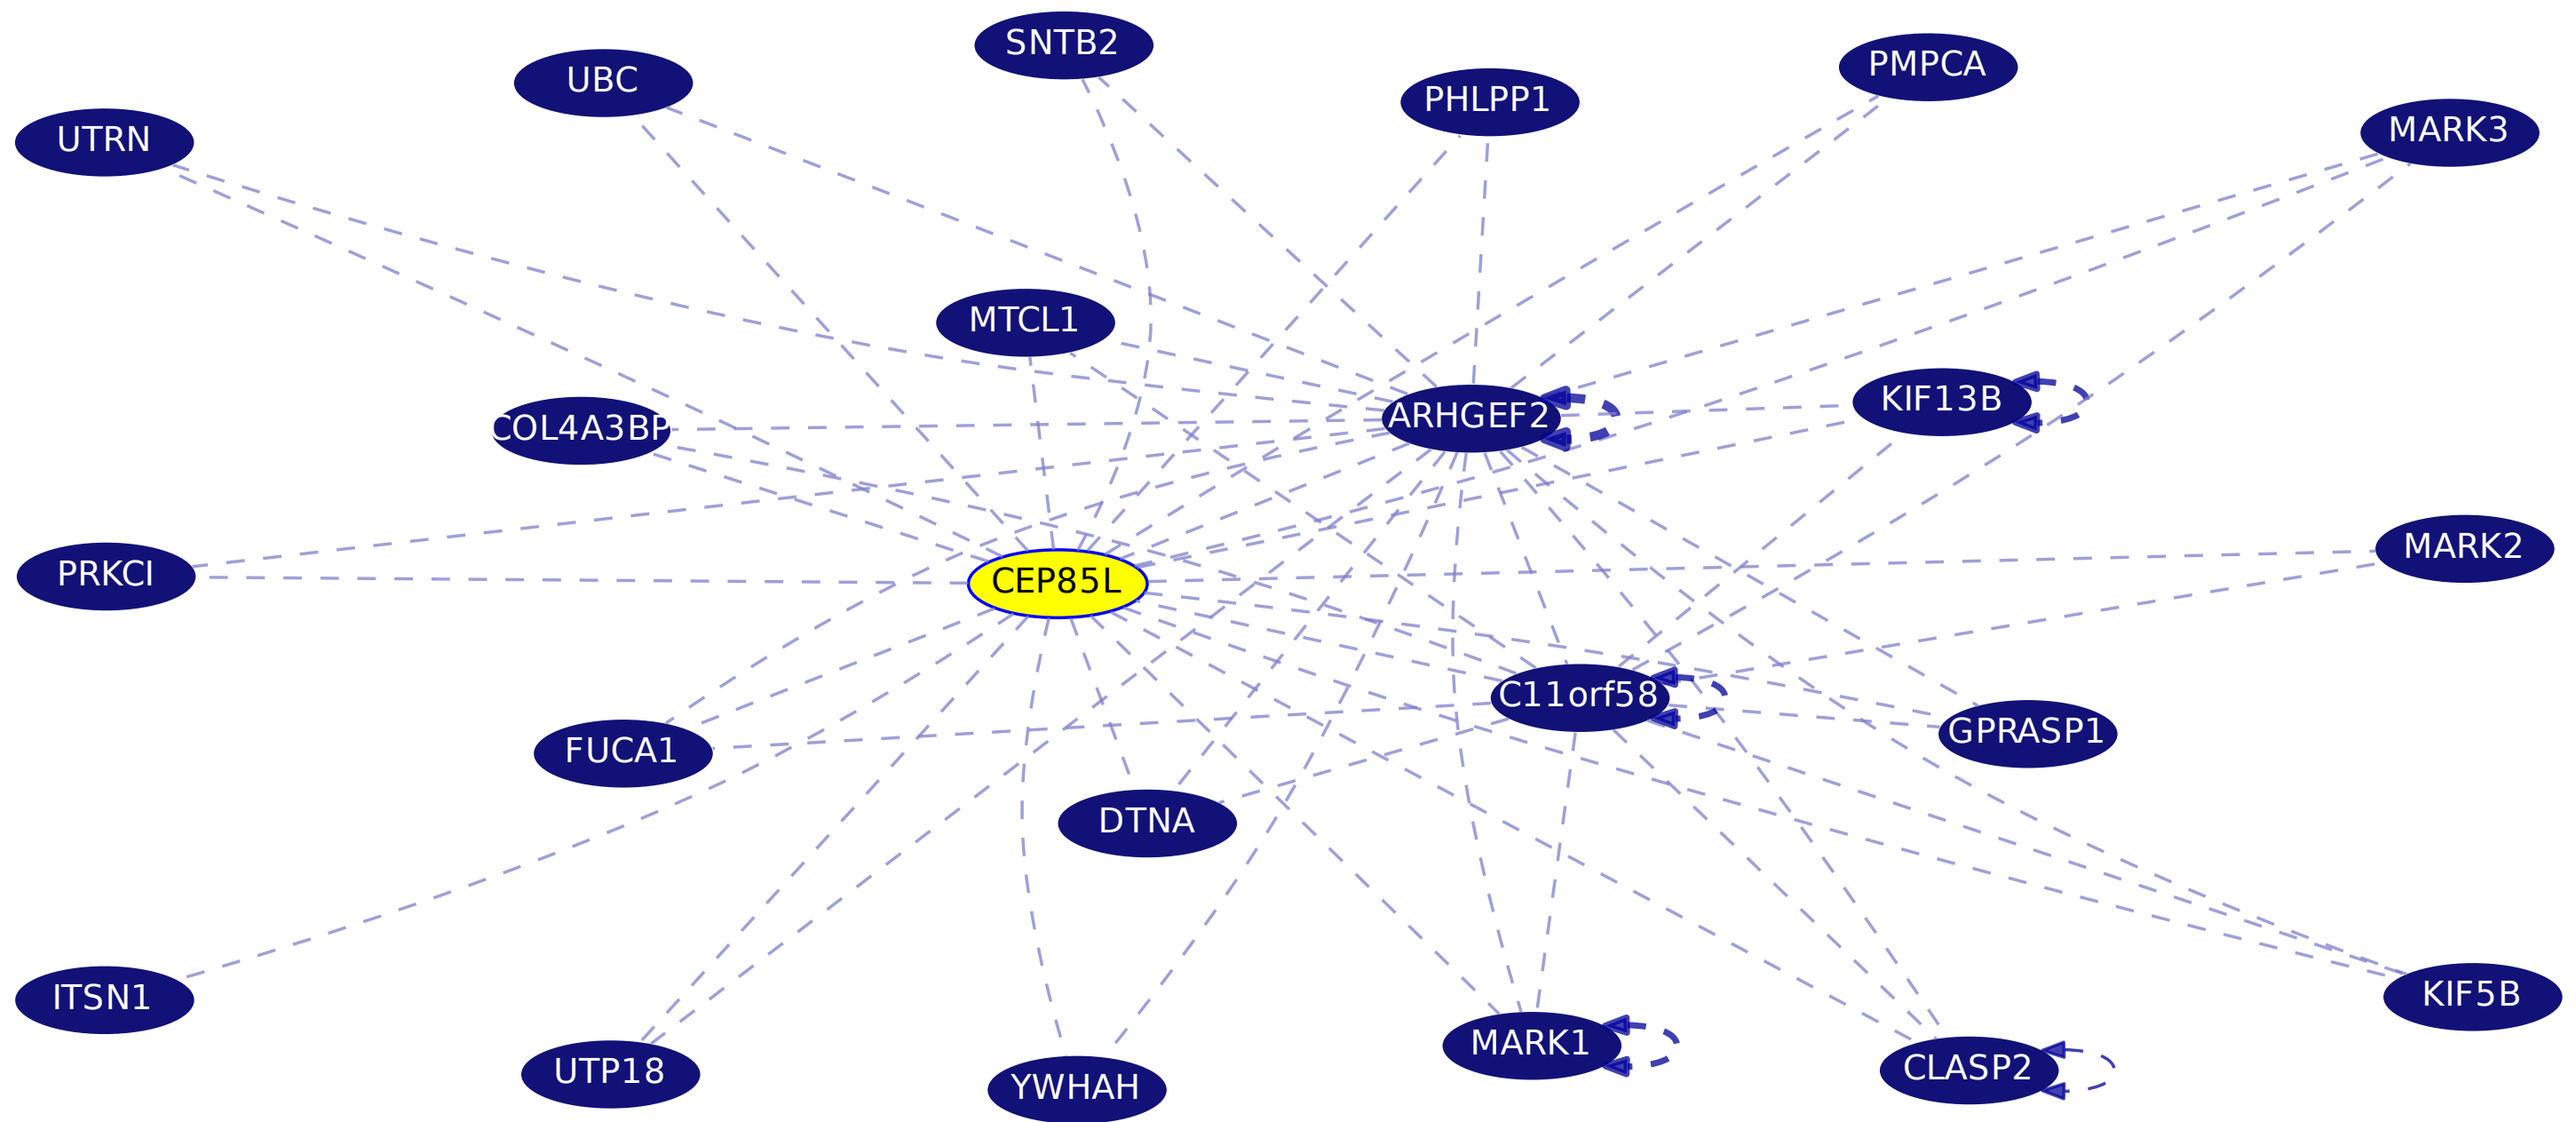 SNTB2
UBC
PMPCA
PHLPP1
MARK3
UTRN
MTCL1
KIF13B
ARHGEF2
COL4A3BP
MARK2
PRKCI
CEP85L
C11orf58
GPRASP1
FUCA1
DTNA
KIF5B
ITSN1
MARK1
CLASP2
UTP18
YWHAH